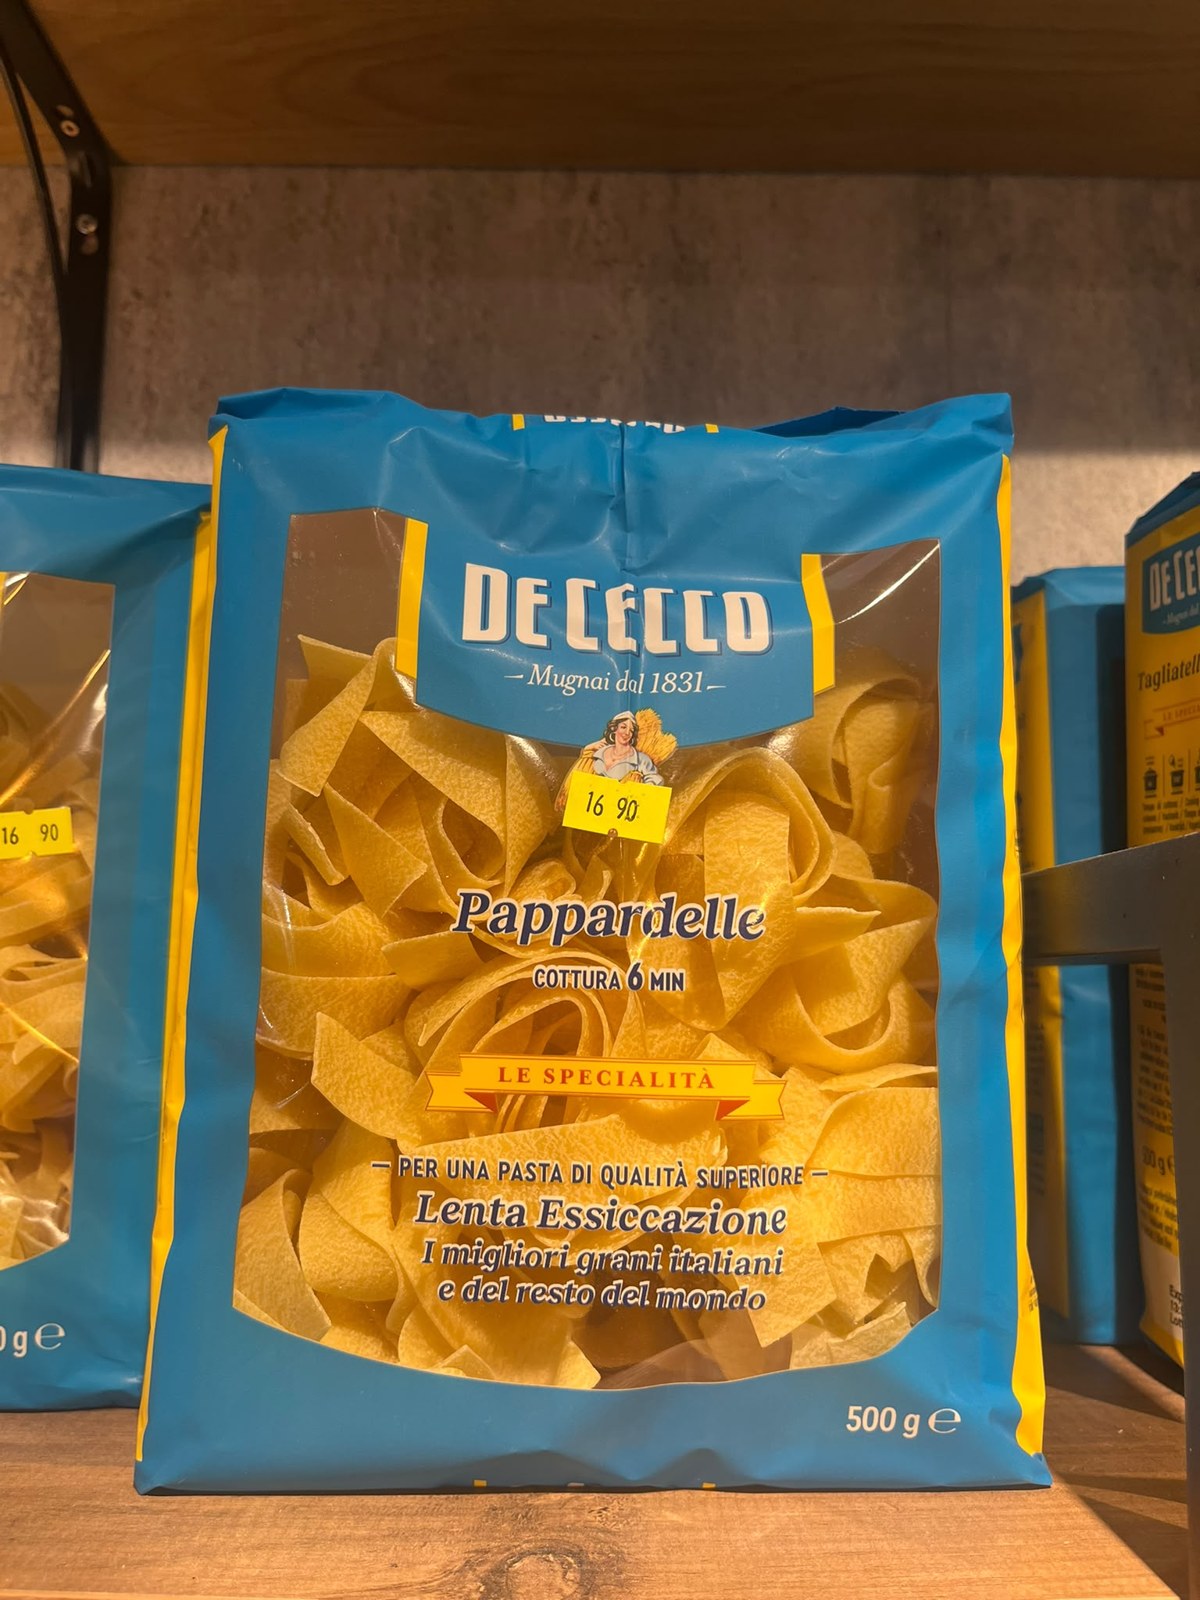 DE CECCO
Mugnai dal 1831
16 90
Pappardelle
COTTURA 6 MIN
LE SPECIALITÀ
PER UNA PASTA DI QUALITÀ SUPERIORE
Lenta Essiccazione
I migliori grani italiani
e del resto del mondo
500 g e
16 90
g e
DE CE
Tagliatell